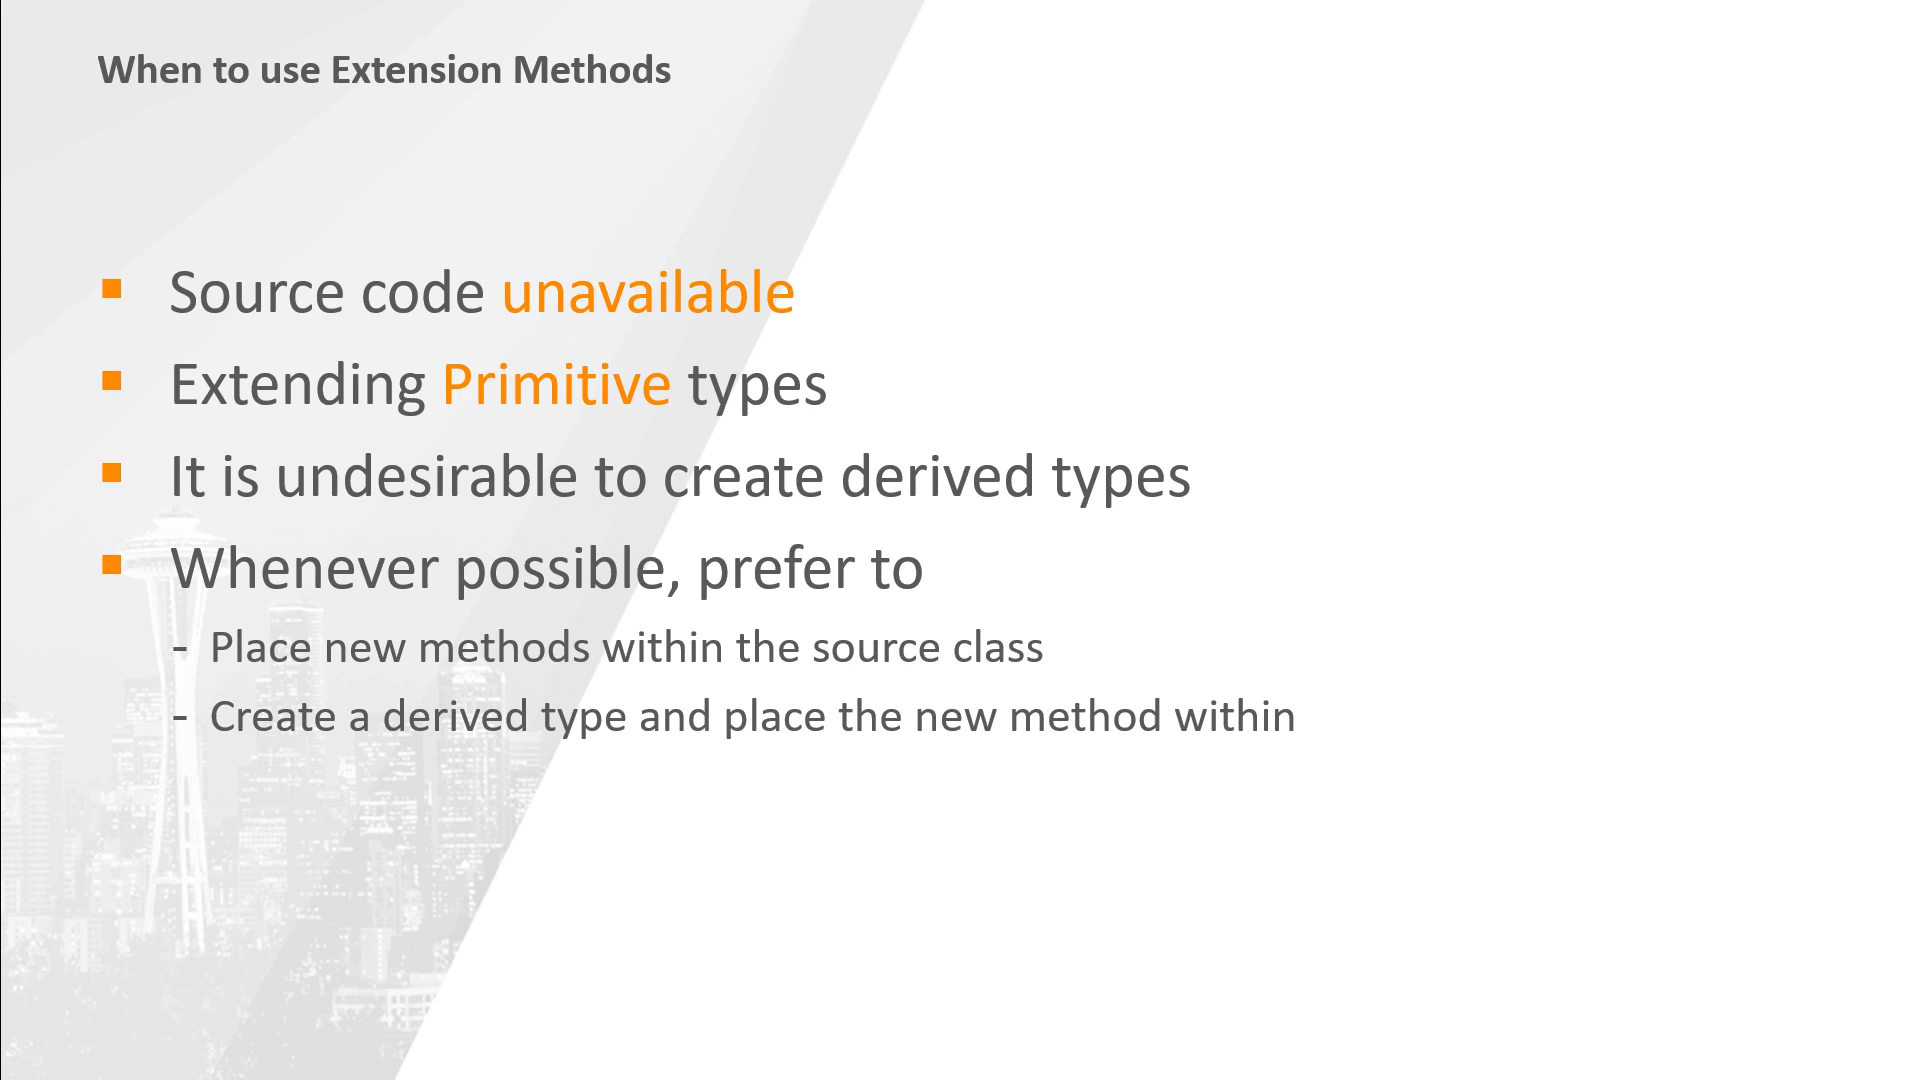 When to use Extension Methods
Source code unavailable
Extending Primitive types
It is undesirable to create derived types
Whenever possible, prefer to
- Place new methods within the source class
- Create a derived type and place the new method within